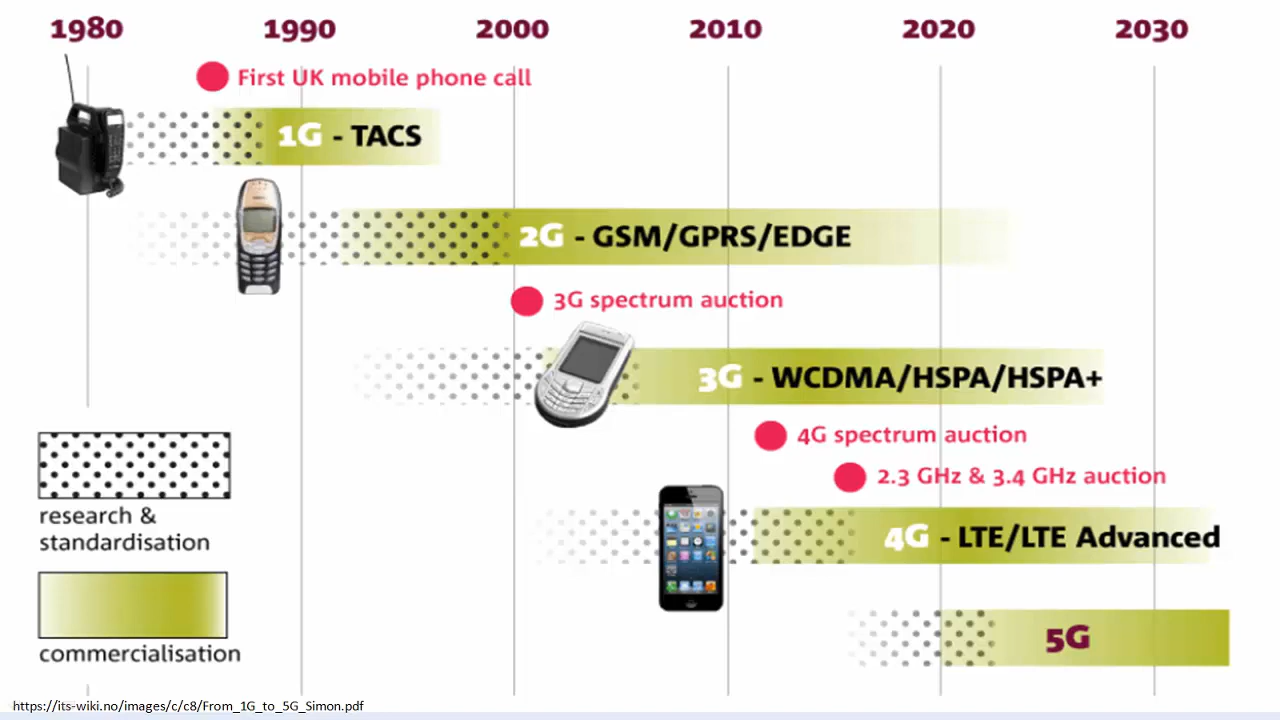 1980 1990 2000 2010 2020 2030
First UK mobile phone call
1G - TACS
2G - GSM/GPRS/EDGE
3G spectrum auction
3G - WCDMA/HSPA/HSPA+
4G spectrum auction
2.3 GHz & 3.4 GHz auction
research &
standardisation
4G - LTE/LTE Advanced
5G
commercialisation
https://its-wiki.no/images/c/c8/From_1G_to_5G_Simon.pdf